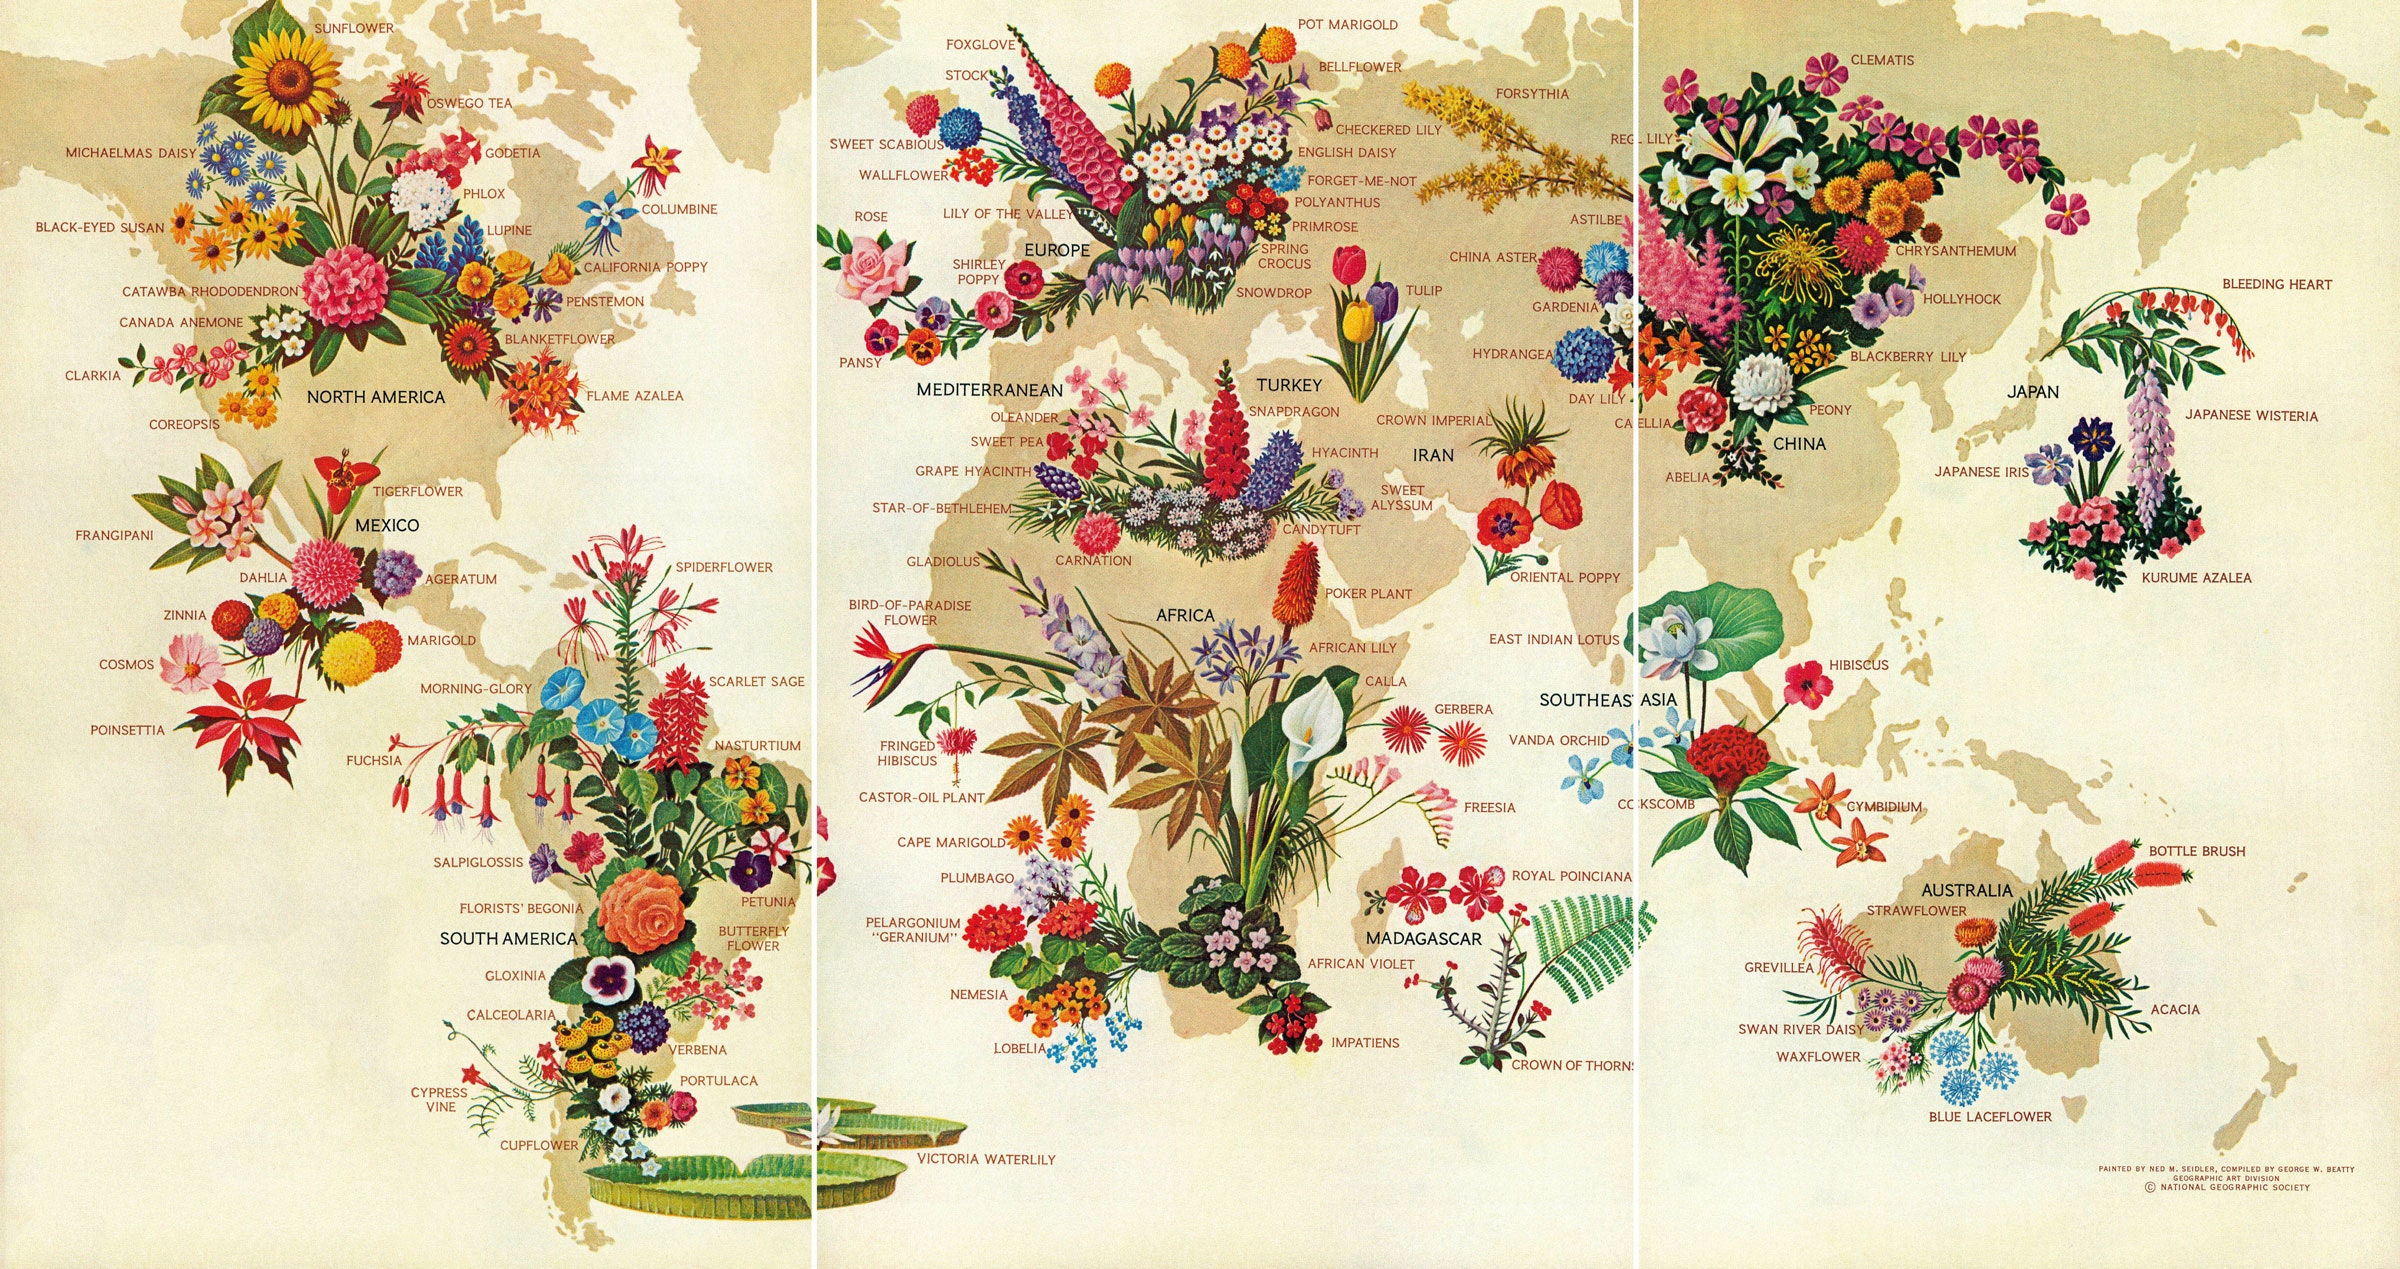 SUNFLOWER
OSWEGO TEA
MICHAELMAS DAISY
GODETIA
PHLOX
COLUMBINE
BLACK-EYED SUSAN
LUPINE
CALIFORNIA POPPY
CATAWBA RHODODENDRON
PENSTEMON
CANADA ANEMONE
BLANKETFLOWER
CLARKIA
NORTH AMERICA
FLAME AZALEA
COREOPSIS
TIGERFLOWER
FRANGIPANI
MEXICO
DAHLIA
AGERATUM
ZINNIA
MARIGOLD
COSMOS
POINSETTIA
SPIDERFLOWER
MORNING-GLORY
SCARLET SAGE
FUCHSIA
NASTURTIUM
SALPIGLOSSIS
PETUNIA
FLORISTS' BEGONIA
SOUTH AMERICA
BUTTERFLY
FLOWER
GLOXINIA
CALCEOLARIA
VERBENA
CYPRESS
VINE
PORTULACA
CUPFLOWER
VICTORIA WATERLILY
POT MARIGOLD
FOXGLOVE
STOCK
BELLFLOWER
CHECKERED LILY
SWEET SCABIOUS
ENGLISH DAISY
WALLFLOWER
FORGET-ME-NOT
POLYANTHUS
ROSE
LILY OF THE VALLEY
PRIMROSE
EUROPE
SPRING
CROCUS
SHIRLEY
POPPY
SNOWDROP
PANSY
TULIP
TURKEY
MEDITERRANEAN
OLEANDER
SNAPDRAGON
SWEET PEA
HYACINTH
GRAPE HYACINTH
SWEET
ALYSSUM
STAR-OF-BETHLEHEM
CANDYTUFT
CARNATION
CROWN IMPERIAL
IRAN
ORIENTAL POPPY
GLADIOLUS
POKER PLANT
BIRD-OF-PARADISE
FLOWER
AFRICA
AFRICAN LILY
CALLA
GERBERA
FRINGED
HIBISCUS
CASTOR-OIL PLANT
FREESIA
CAPE MARIGOLD
PLUMBAGO
PELARGONIUM
"GERANIUM"
AFRICAN VIOLET
NEMESIA
LOBELIA
IMPATIENS
ROYAL POINCIANA
MADAGASCAR
CROWN OF THORNS
FORSYTHIA
CLEMATIS
LILY
ASTILBE
CHINA ASTER
CHRYSANTHEMUM
GARDENIA
HOLLYHOCK
HYDRANGEA
BLACKBERRY LILY
DAY LILY
PEONY
CHINA
ABELIA
BLEEDING HEART
JAPAN
JAPANESE WISTERIA
JAPANESE IRIS
KURUME AZALEA
EAST INDIAN LOTUS
HIBISCUS
SOUTHEAST ASIA
VANDA ORCHID
COCKSCOMB
CYMBIDIUM
BOTTLE BRUSH
AUSTRALIA
STRAWFLOWER
GREVILLEA
ACACIA
SWAN RIVER DAISY
WAXFLOWER
BLUE LACEFLOWER
PAINTED BY NED M. SEIDLER, COMPILED BY GEORGE W. BEATTY
GEOGRAPHIC ART DIVISION
© NATIONAL GEOGRAPHIC SOCIETY